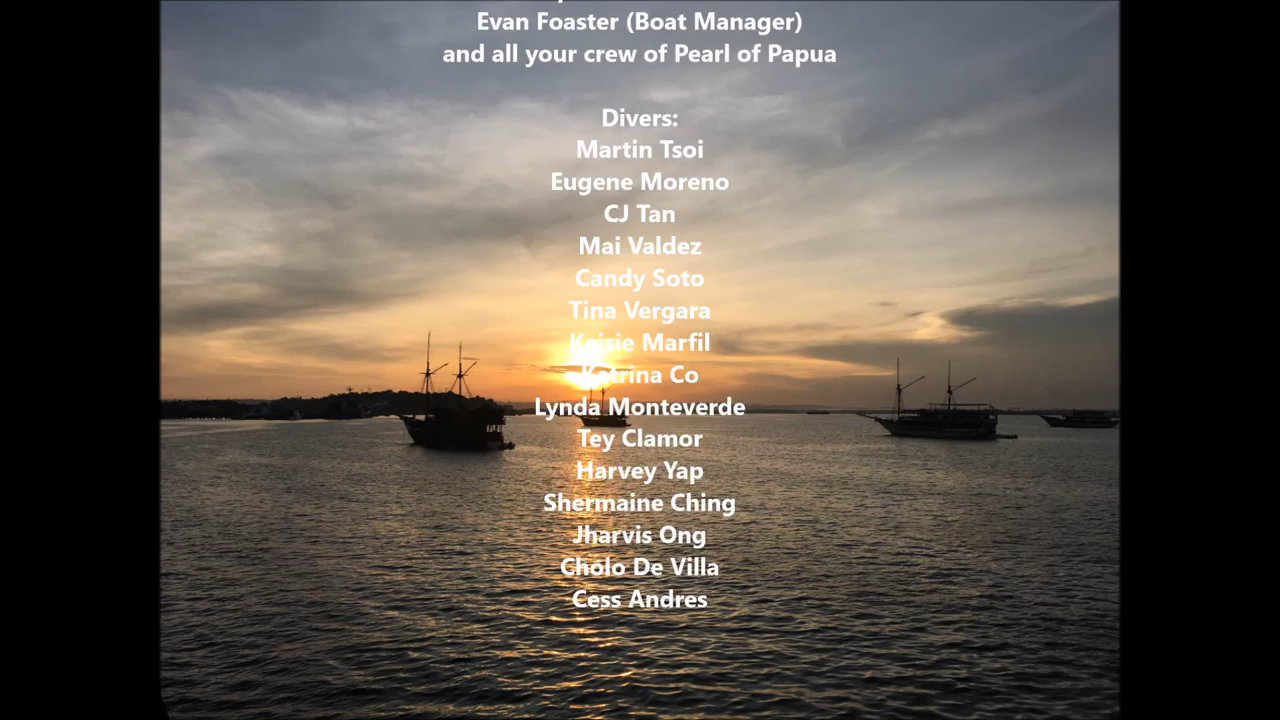 Evan Foaster (Boat Manager)
and all your crew of Pearl of Papua
Divers:
Martin Tsoi
Eugene Moreno
CJ Tan
Mai Valdez
Candy Soto
Tina Vergara
Keisie Marfil
Katrina Co
Lynda Monteverde
Tey Clamor
Harvey Yap
Shermaine Ching
Jharvis Ong
Cholo De Villa
Cess Andres